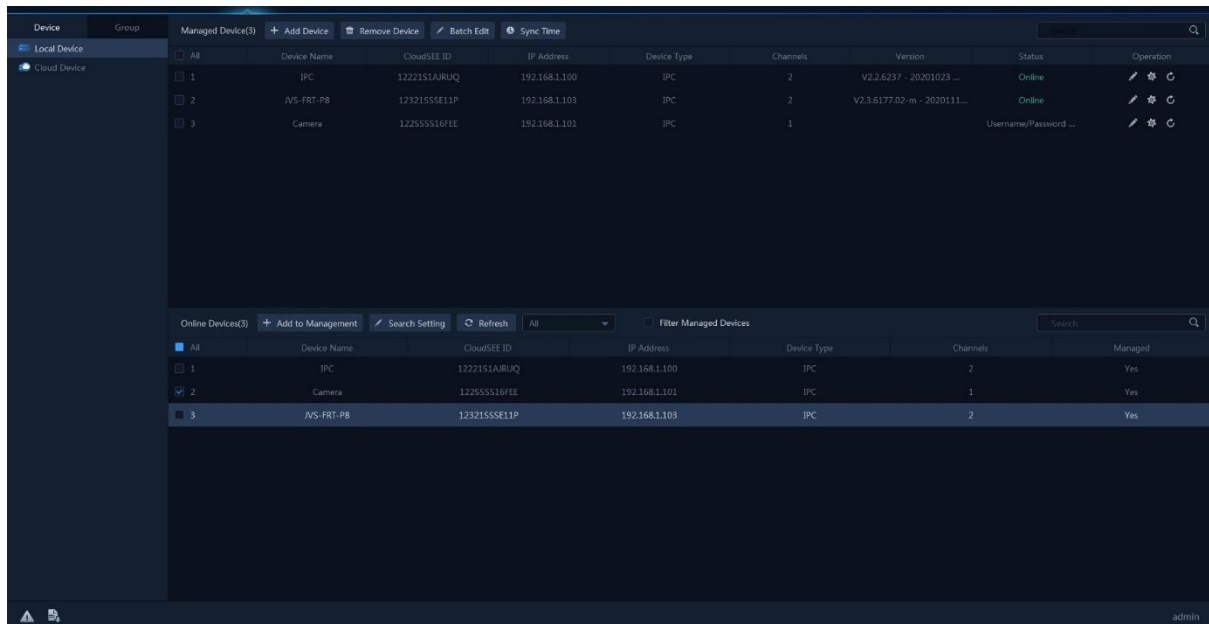 Device Group
Managed Device(3) + Add Device Remove Device Batch Edit Sync Time
Local Device
All Device Name CloudSEE ID IP Address Device Type Channels Version Status Operation
Cloud Device
1 IPC 12221S1AJRUQ 192.168.1.100 IPC 2 V2.2.6237 - 20201023 ... Online
2 JVS-FRT-P8 12321SSSE11P 192.168.1.103 IPC 2 V2.3.6177.02-m - 2020111... Online
3 Camera 122SSSS16FEE 192.168.1.101 IPC 1 Username/Password ...
Online Devices(3) + Add to Management Search Setting Refresh All Filter Managed Devices Search
All Device Name CloudSEE ID IP Address Device Type Channels Managed
1 IPC 12221S1AJRUQ 192.168.1.100 IPC 2 Yes
2 Camera 122SSSS16FEE 192.168.1.101 IPC 1 Yes
3 JVS-FRT-P8 12321SSSE11P 192.168.1.103 IPC 2 Yes
admin